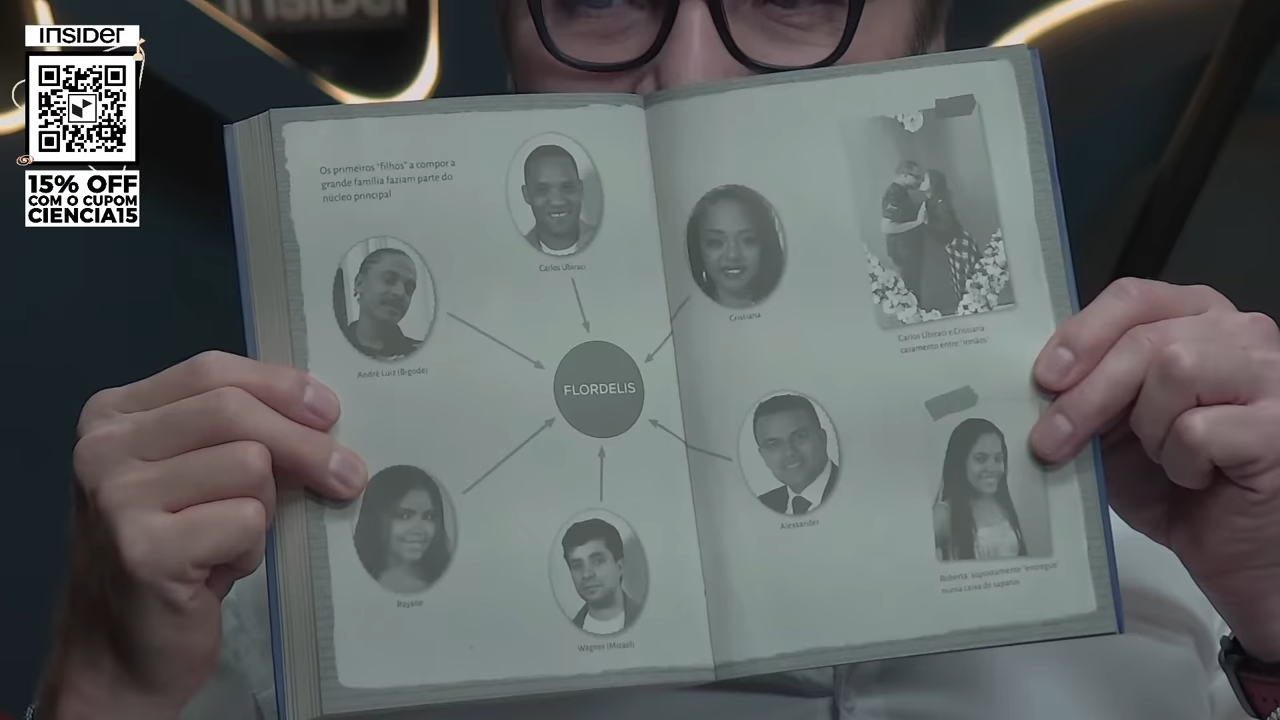 INSIDER
15% OFF
COM O CUPOM
CIENCIA15
INSIDER
Os primeiros "filhos" a compor a
grande família faziam parte do
núcleo principal
Carlos Ubiraci
Cristiana
Carlos Ubiraci e Cristiana:
casamento entre "irmãos"
André Luiz (Bigode)
FLORDELIS
Alexsander
Rayane
Wagner (Misael)
Roberta: supostamente "entregue"
numa caixa de sapatos